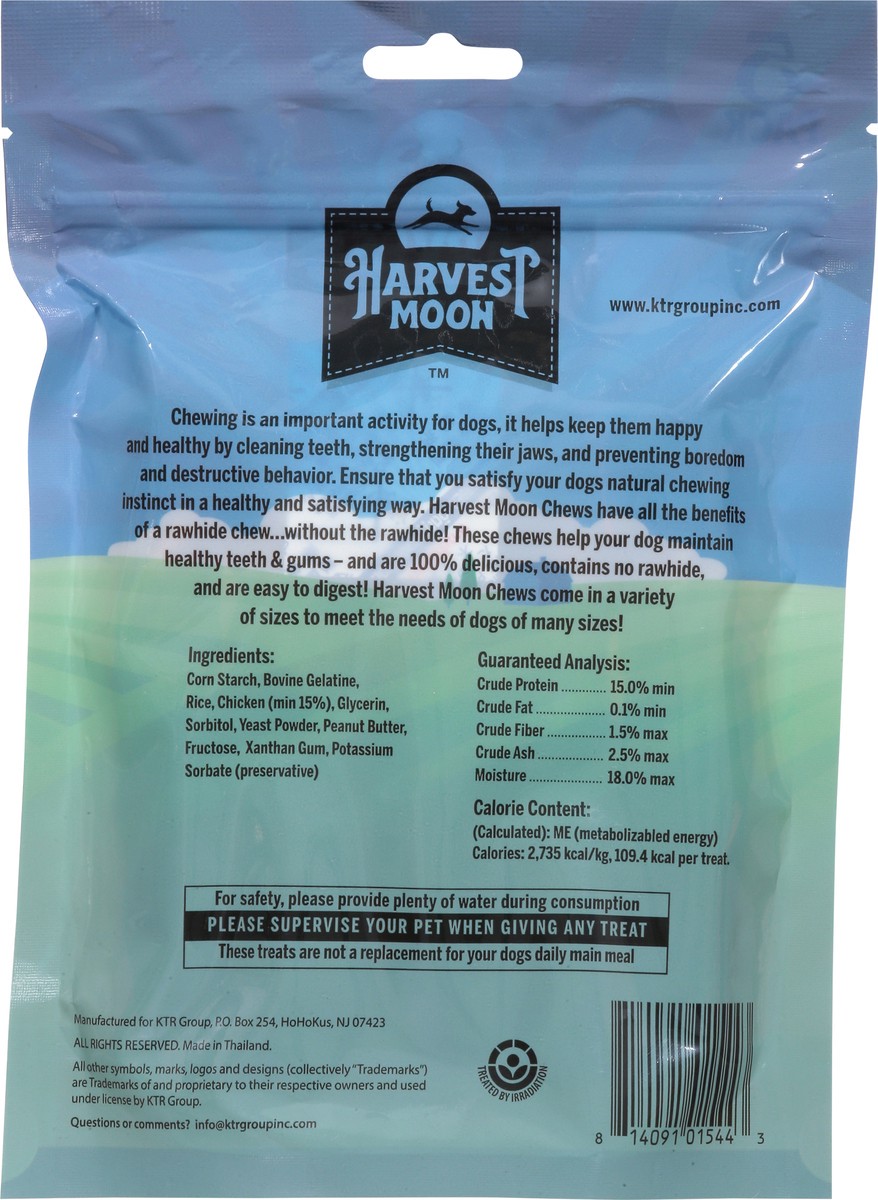 HARVEST
MOON
TM
www.ktrgroupinc.com
Chewing is an important activity for dogs, it helps keep them happy
and healthy by cleaning teeth, strengthening their jaws, and preventing boredom
and destructive behavior. Ensure that you satisfy your dogs natural chewing
instinct in a healthy and satisfying way. Harvest Moon Chews have all the benefits
of a rawhide chew...without the rawhide! These chews help your dog maintain
healthy teeth & gums – and are 100% delicious, contains no rawhide,
and are easy to digest! Harvest Moon Chews come in a variety
of sizes to meet the needs of dogs of many sizes!
Ingredients:
Corn Starch, Bovine Gelatine,
Rice, Chicken (min 15%), Glycerin,
Sorbitol, Yeast Powder, Peanut Butter,
Fructose, Xanthan Gum, Potassium
Sorbate (preservative)
Guaranteed Analysis:
Crude Protein ............ 15.0% min
Crude Fat .................. 0.1% min
Crude Fiber ............... 1.5% max
Crude Ash ................. 2.5% max
Moisture ................... 18.0% max
Calorie Content:
(Calculated): ME (metabolizabled energy)
Calories: 2,735 kcal/kg, 109.4 kcal per treat.
For safety, please provide plenty of water during consumption
PLEASE SUPERVISE YOUR PET WHEN GIVING ANY TREAT
These treats are not a replacement for your dogs daily main meal
Manufactured for KTR Group, P.O. Box 254, HoHoKus, NJ 07423
ALL RIGHTS RESERVED. Made in Thailand.
All other symbols, marks, logos and designs (collectively "Trademarks")
are Trademarks of and proprietary to their respective owners and used
under license by KTR Group.
Questions or comments? info@ktrgroupinc.com
TREATED BY IRRADIATION
8 14091 01544 3